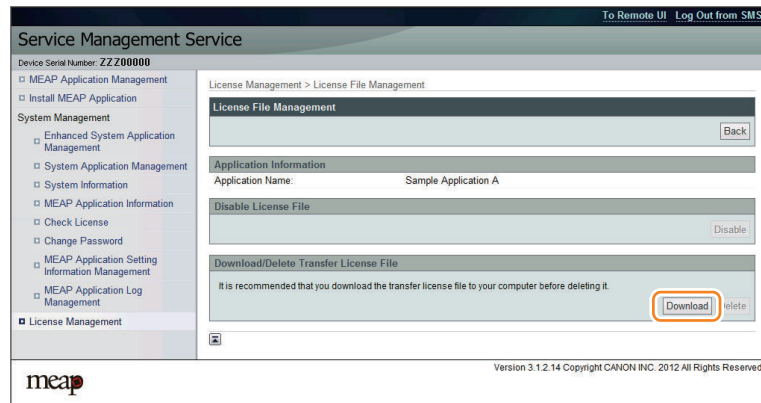 To Remote UI Log Out from SMS
Service Management Service
Device Serial Number: ZZZ00000
MEAP Application Management
Install MEAP Application
System Management
Enhanced System Application
Management
System Application Management
System Information
MEAP Application Information
Check License
Change Password
MEAP Application Setting
Information Management
MEAP Application Log
Management
License Management
License Management > License File Management
License File Management
Back
Application Information
Application Name: Sample Application A
Disable License File
Disable
Download/Delete Transfer License File
It is recommended that you download the transfer license file to your computer before deleting it.
Download Delete
Version 3.1.2.14 Copyright CANON INC. 2012 All Rights Reserved
meap